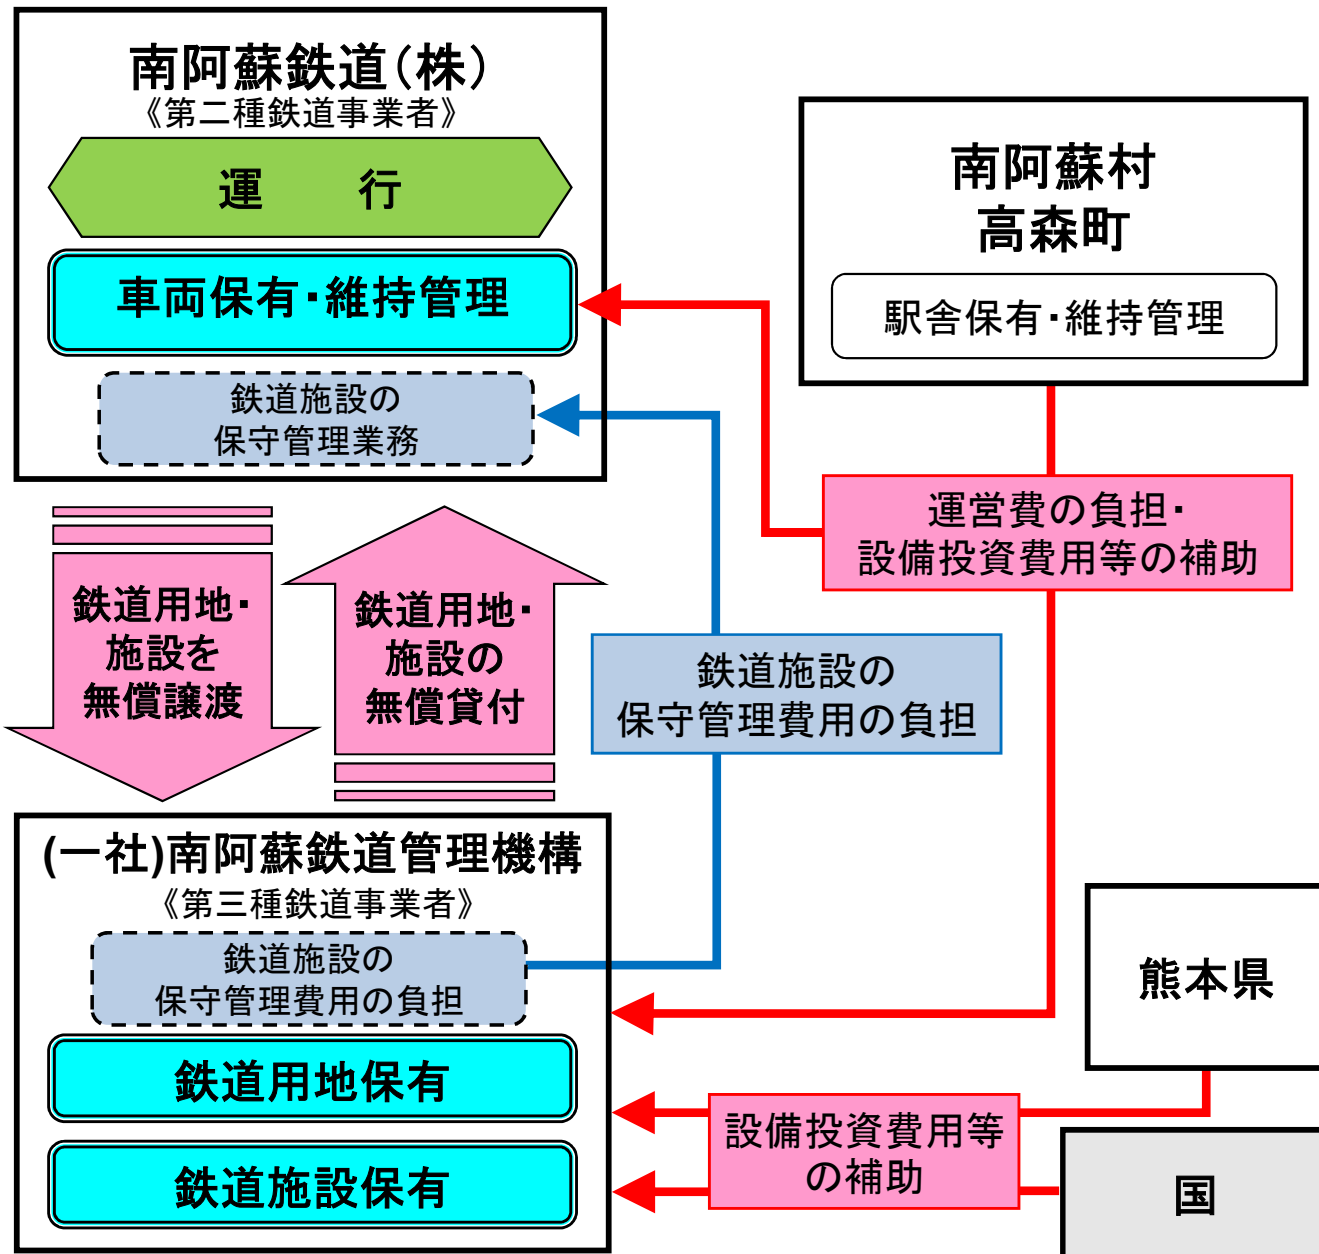 南阿蘇鉄道(株)
《第二種鉄道事業者》
運　行
車両保有・維持管理
鉄道施設の
保守管理業務
南阿蘇村
高森町
駅舎保有・維持管理
運営費の負担・
設備投資費用等の補助
鉄道用地・
施設を
無償譲渡
鉄道用地・
施設の
無償貸付
鉄道施設の
保守管理費用の負担
(一社)南阿蘇鉄道管理機構
《第三種鉄道事業者》
鉄道施設の
保守管理費用の負担
鉄道用地保有
鉄道施設保有
熊本県
設備投資費用等
の補助
国